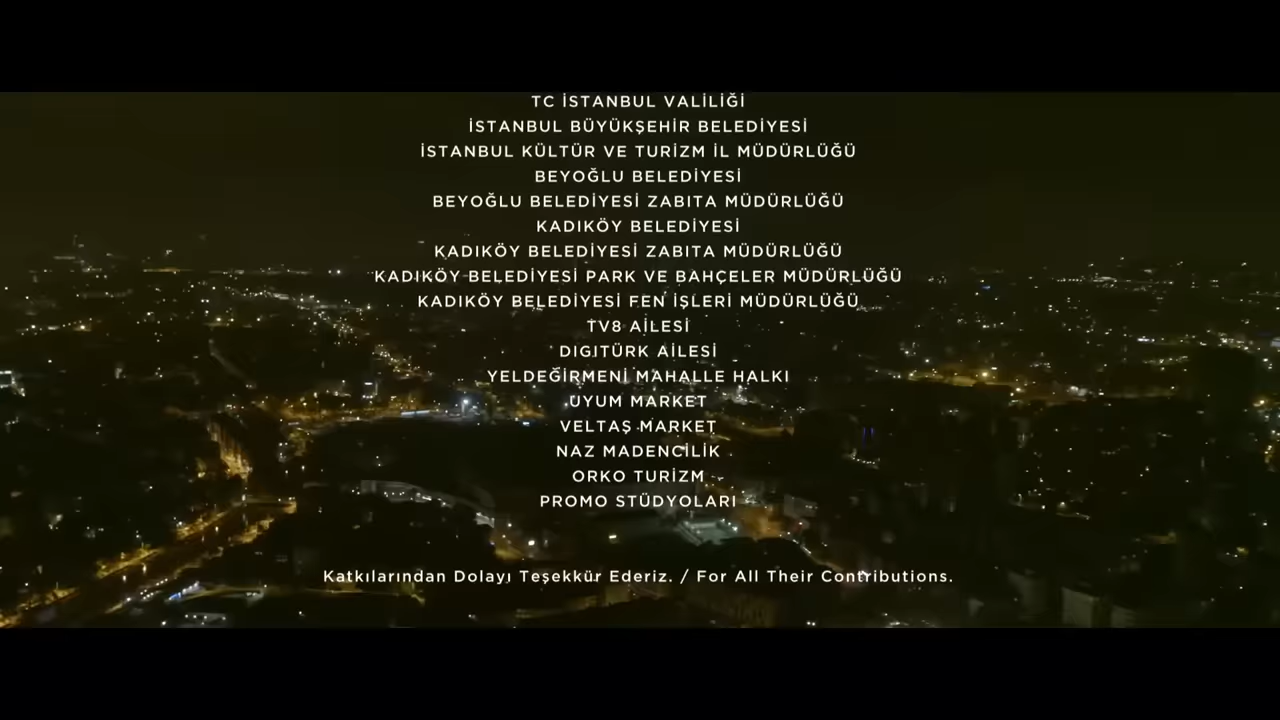 TC İSTANBUL VALİLİĞİ
İSTANBUL BÜYÜKŞEHİR BELEDİYESİ
İSTANBUL KÜLTÜR VE TURİZM İL MÜDÜRLÜĞÜ
BEYOĞLU BELEDİYESİ
BEYOĞLU BELEDİYESİ ZABITA MÜDÜRLÜĞÜ
KADIKÖY BELEDİYESİ
KADIKÖY BELEDİYESİ ZABITA MÜDÜRLÜĞÜ
KADIKÖY BELEDİYESİ PARK VE BAHÇELER MÜDÜRLÜĞÜ
KADIKÖY BELEDİYESİ FEN İŞLERİ MÜDÜRLÜĞÜ
TV8 AİLESİ
DIGITÜRK AİLESİ
YELDEĞİRMENİ MAHALLE HALKI
UYUM MARKET
VELTAŞ MARKET
NAZ MADENCİLİK
ORKO TURİZM
PROMO STÜDYOLARI
Katkılarından Dolayı Teşekkür Ederiz. / For All Their Contributions.